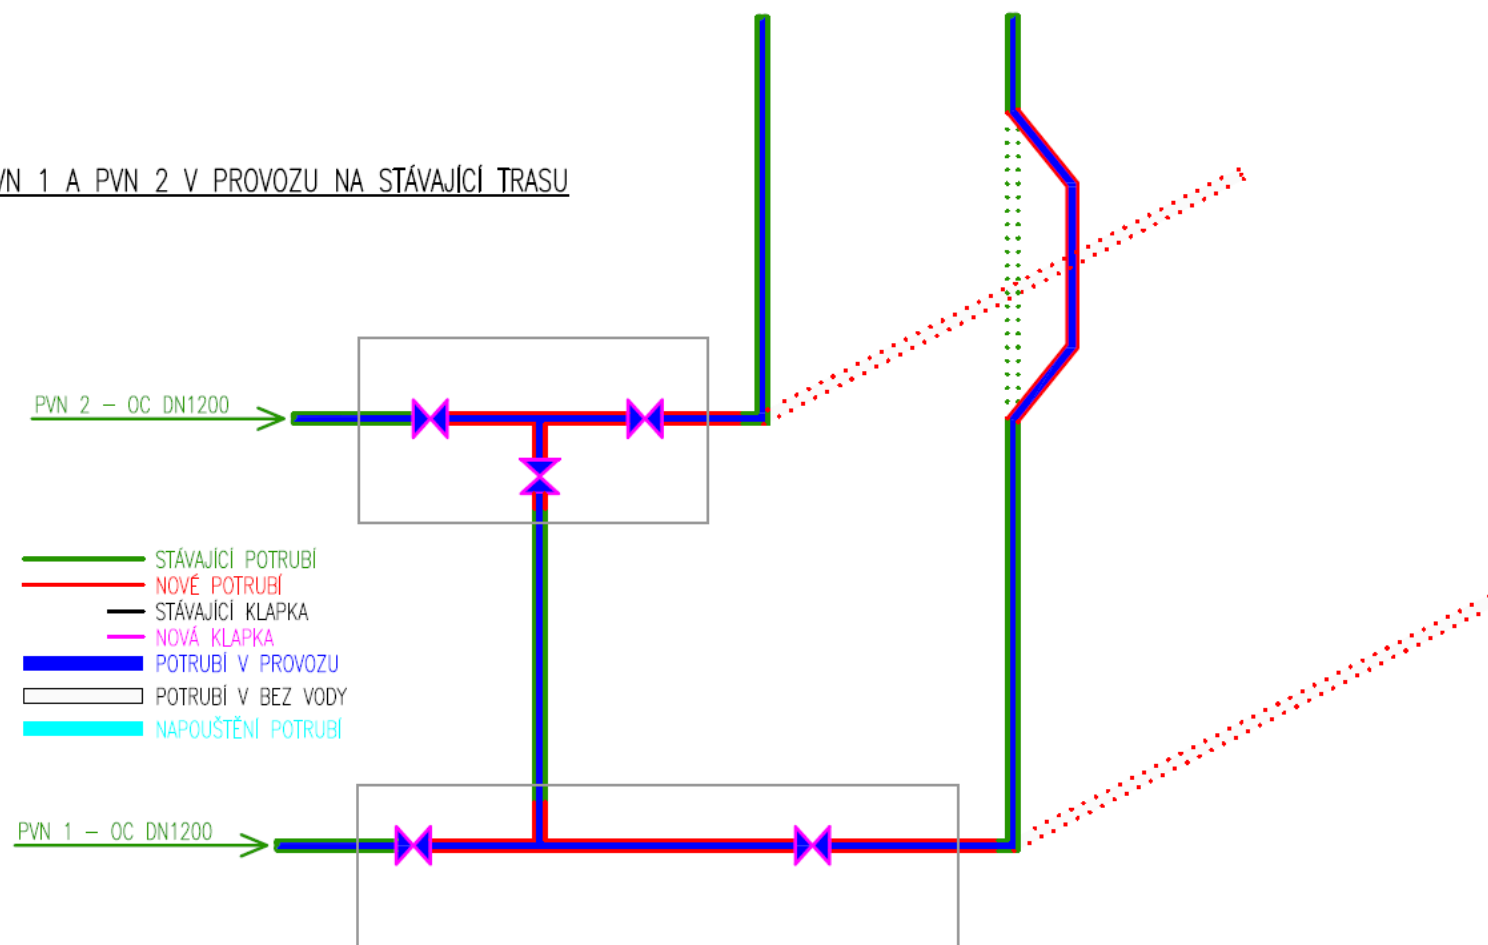 VN 1 A PVN 2 V PROVOZU NA STÁVAJÍCÍ TRASU
PVN 2 – OC DN1200
STÁVAJÍCÍ POTRUBÍ
NOVÉ POTRUBÍ
STÁVAJÍCÍ KLAPKA
NOVÁ KLAPKA
POTRUBÍ V PROVOZU
POTRUBÍ V BEZ VODY
NAPOUŠTĚNÍ POTRUBÍ
PVN 1 – OC DN1200